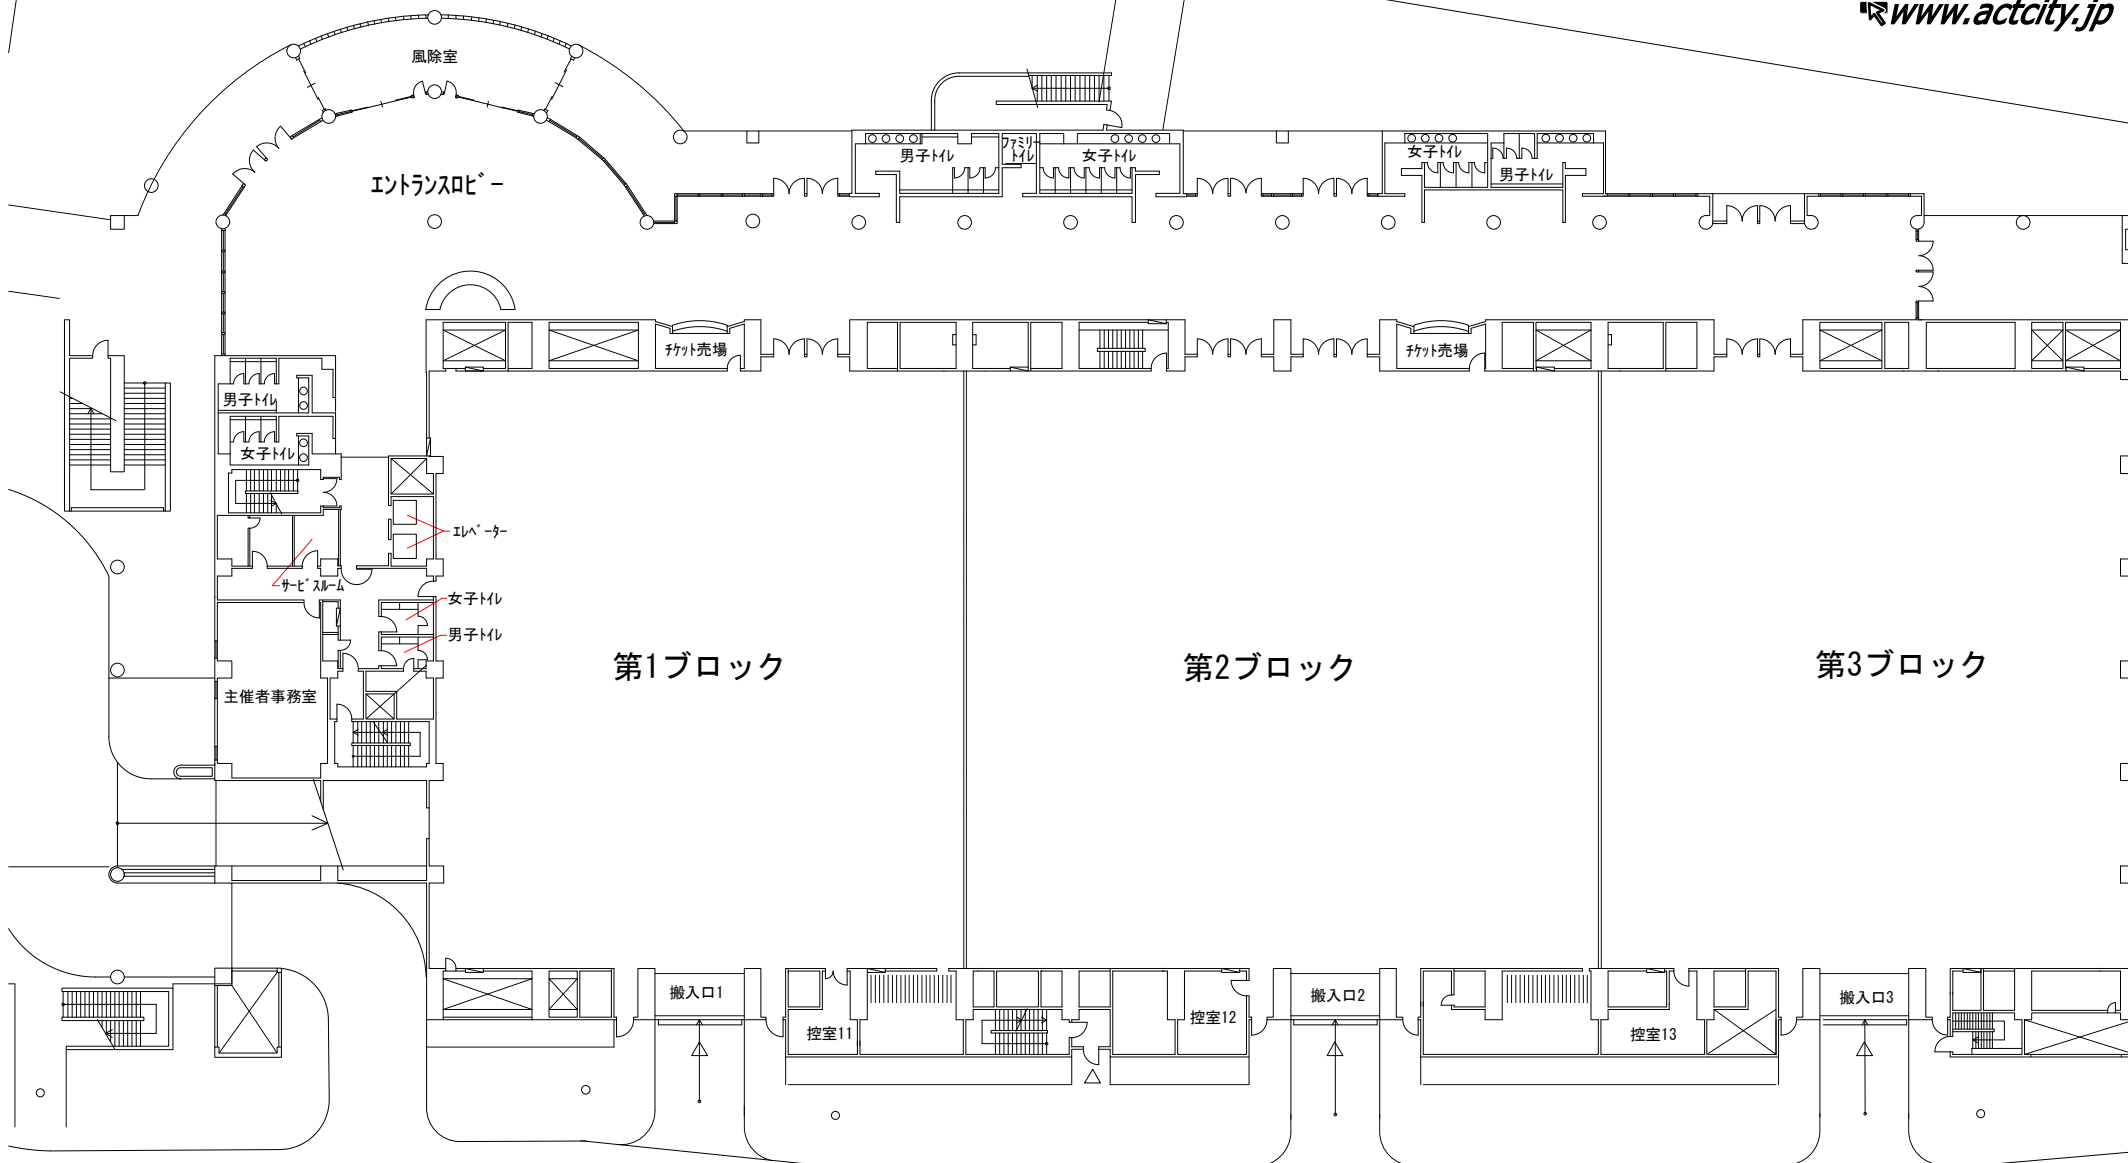 www.actcity.jp
風除室
男子トイレ
ファミリー
トイレ
女子トイレ
女子トイレ
男子トイレ
エントランスロビー
チケット売場
チケット売場
男子トイレ
女子トイレ
エレベーター
サービスルーム
女子トイレ
男子トイレ
第1ブロック
第2ブロック
第3ブロック
主催者事務室
搬入口1
搬入口2
搬入口3
控室11
控室12
控室13